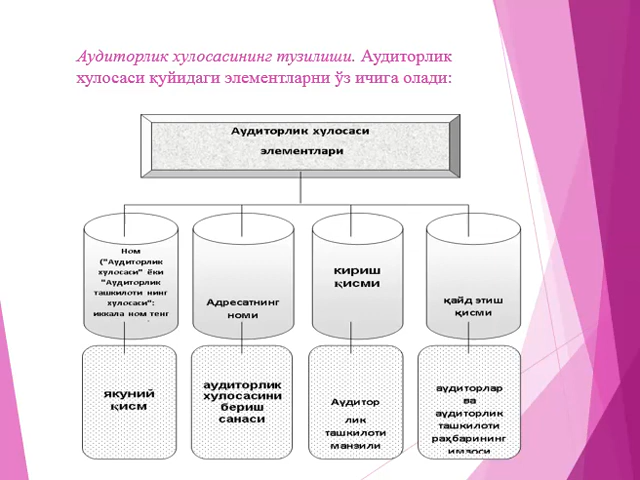 Аудиторлик хулосасининг тузилиши. Аудиторлик
хулосаси қуйидаги элементларни ўз ичига олади:
Аудиторлик хулосаси
элементлари
Ном
("Аудиторлик
хулосаси" ёки
"Аудиторлик
ташкилоти нинг
хулосаси":
иккала ном тенг
Адресатнинг
номи
кириш
қисми
қайд этиш
қисми
якуний
қисм
аудиторлик
хулосасини
бериш
санаси
Аудитор
лик
ташкилоти
манзили
аудиторлар
ва
аудиторлик
ташкилоти
раҳбарининг
имзоси